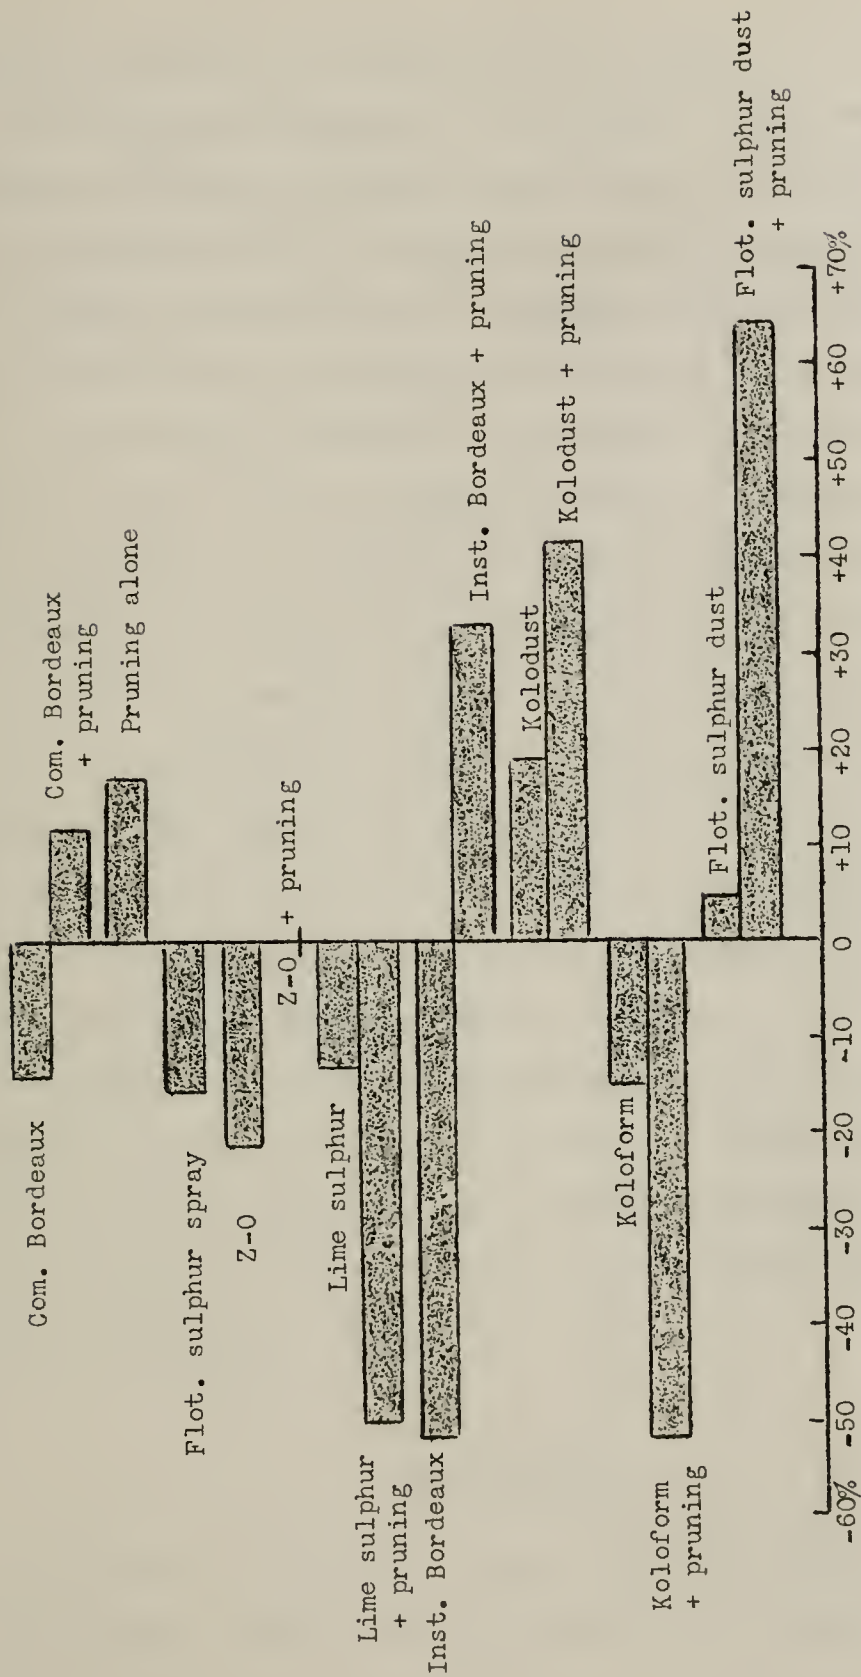 Com. Bordeaux
Com. Bordeaux
+ pruning
Pruning alone
Flot. sulphur spray
Z-O
Z-O + pruning
Lime sulphur
Lime sulphur
+ pruning
Inst. Bordeaux
Inst. Bordeaux + pruning
Kolodust
Kolodust + pruning
Koloform
Koloform
+ pruning
Flot. sulphur dust
Flot. sulphur dust
+ pruning
-60% -50 -40 -30 -20 -10 0 +10 +20 +30 +40 +50 +60 +70%